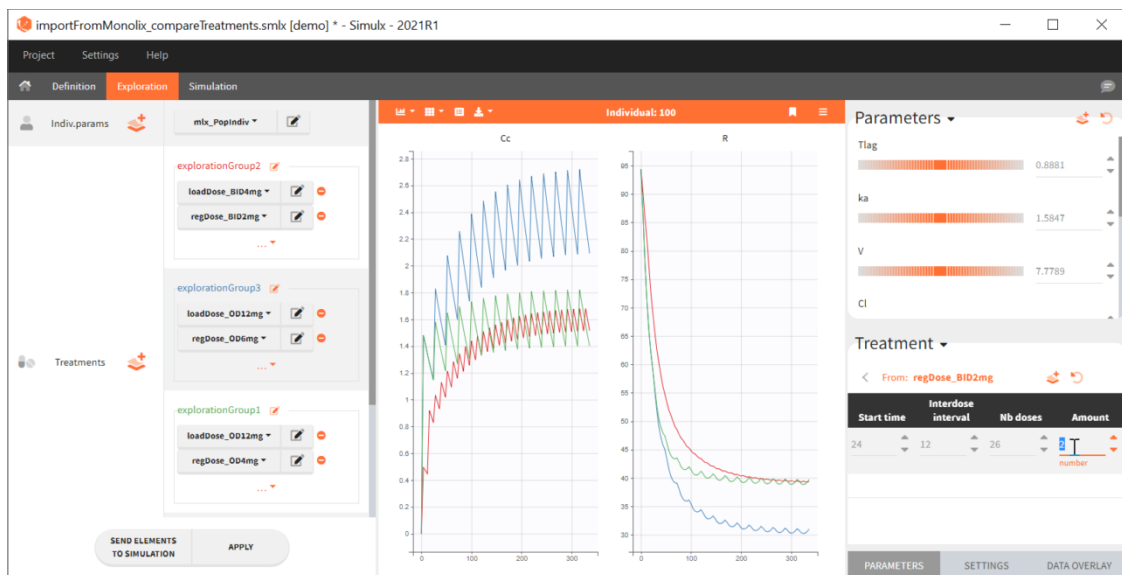 importFromMonolix_compareTreatments.smlx [demo] * - Simulx - 2021R1
Project Settings Help
Definition Exploration Simulation
Indiv.params
mlx_PopIndiv
explorationGroup2
loadDose_BID4mg
regDose_BID2mg
...
explorationGroup3
loadDose_OD12mg
regDose_OD6mg
...
Treatments
explorationGroup1
loadDose_OD12mg
regDose_OD4mg
...
SEND ELEMENTS
TO SIMULATION
APPLY
Individual: 100
Cc
2.8
2.6
2.4
2.2
2
1.8
1.6
1.4
1.2
1
0.8
0.6
0.4
0.2
0
0 100 200 300
R
95
90
85
80
75
70
65
60
55
50
45
40
35
30
0 100 200 300
Parameters
Tlag
0.8881
ka
1.5847
V
7.7789
Cl
Treatment
From: regDose_BID2mg
Start time Interdose interval Nb doses Amount
24 12 26 2
number
PARAMETERS SETTINGS DATA OVERLAY